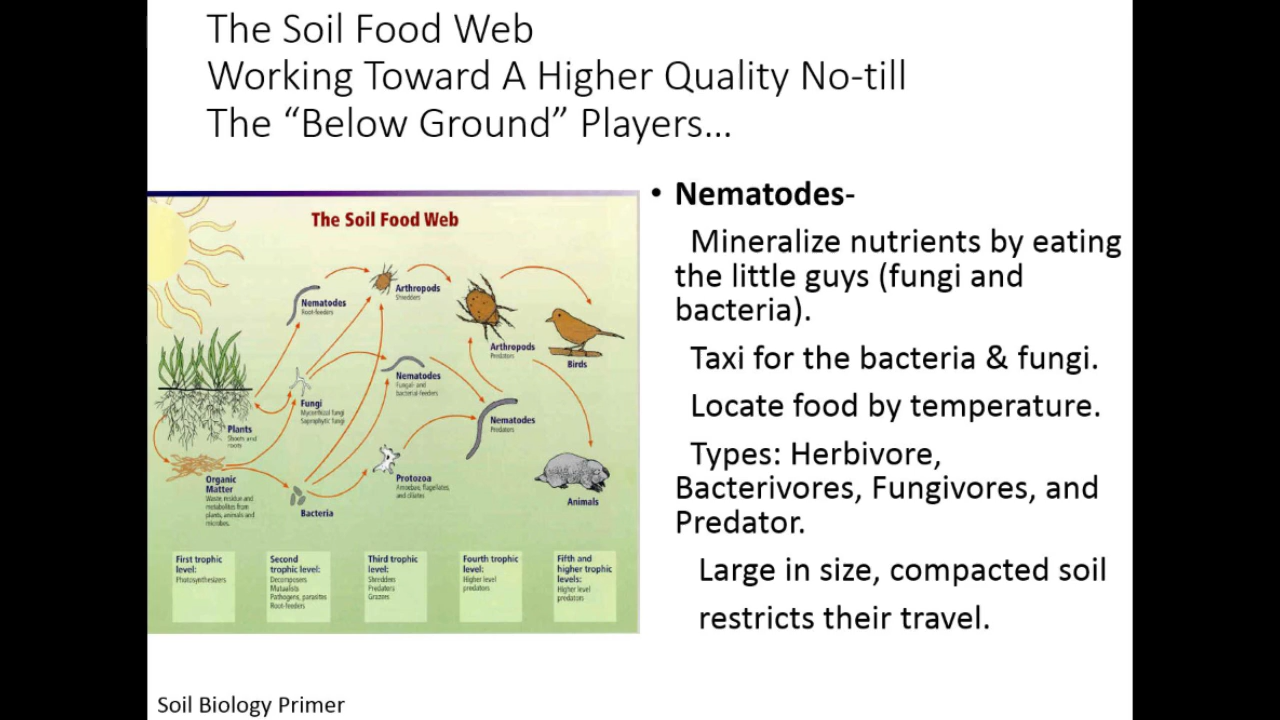 The Soil Food Web
Working Toward A Higher Quality No-till
The “Below Ground” Players…
The Soil Food Web
Nematodes
Root-feeders
Arthropods
Shredders
Arthropods
Predators
Birds
Nematodes
Fungal- and
bacterial-feeders
Fungi
Mycorrhizal fungi
Saprophytic fungi
Nematodes
Predators
Plants
Shoots and
roots
Organic
Matter
Waste, residue and
metabolites from
plants, animals and
microbes.
Bacteria
Protozoa
Amoebae, flagellates,
and ciliates
Animals
First trophic
level:
Photosynthesizers
Second
trophic level:
Decomposers
Mutualists
Pathogens, parasites
Root-feeders
Third trophic
level:
Shredders
Predators
Grazers
Fourth trophic
level:
Higher level
predators
Fifth and
higher trophic
levels:
Higher level
predators
• Nematodes-
Mineralize nutrients by eating
the little guys (fungi and
bacteria).
Taxi for the bacteria & fungi.
Locate food by temperature.
Types: Herbivore,
Bacterivores, Fungivores, and
Predator.
Large in size, compacted soil
restricts their travel.
Soil Biology Primer